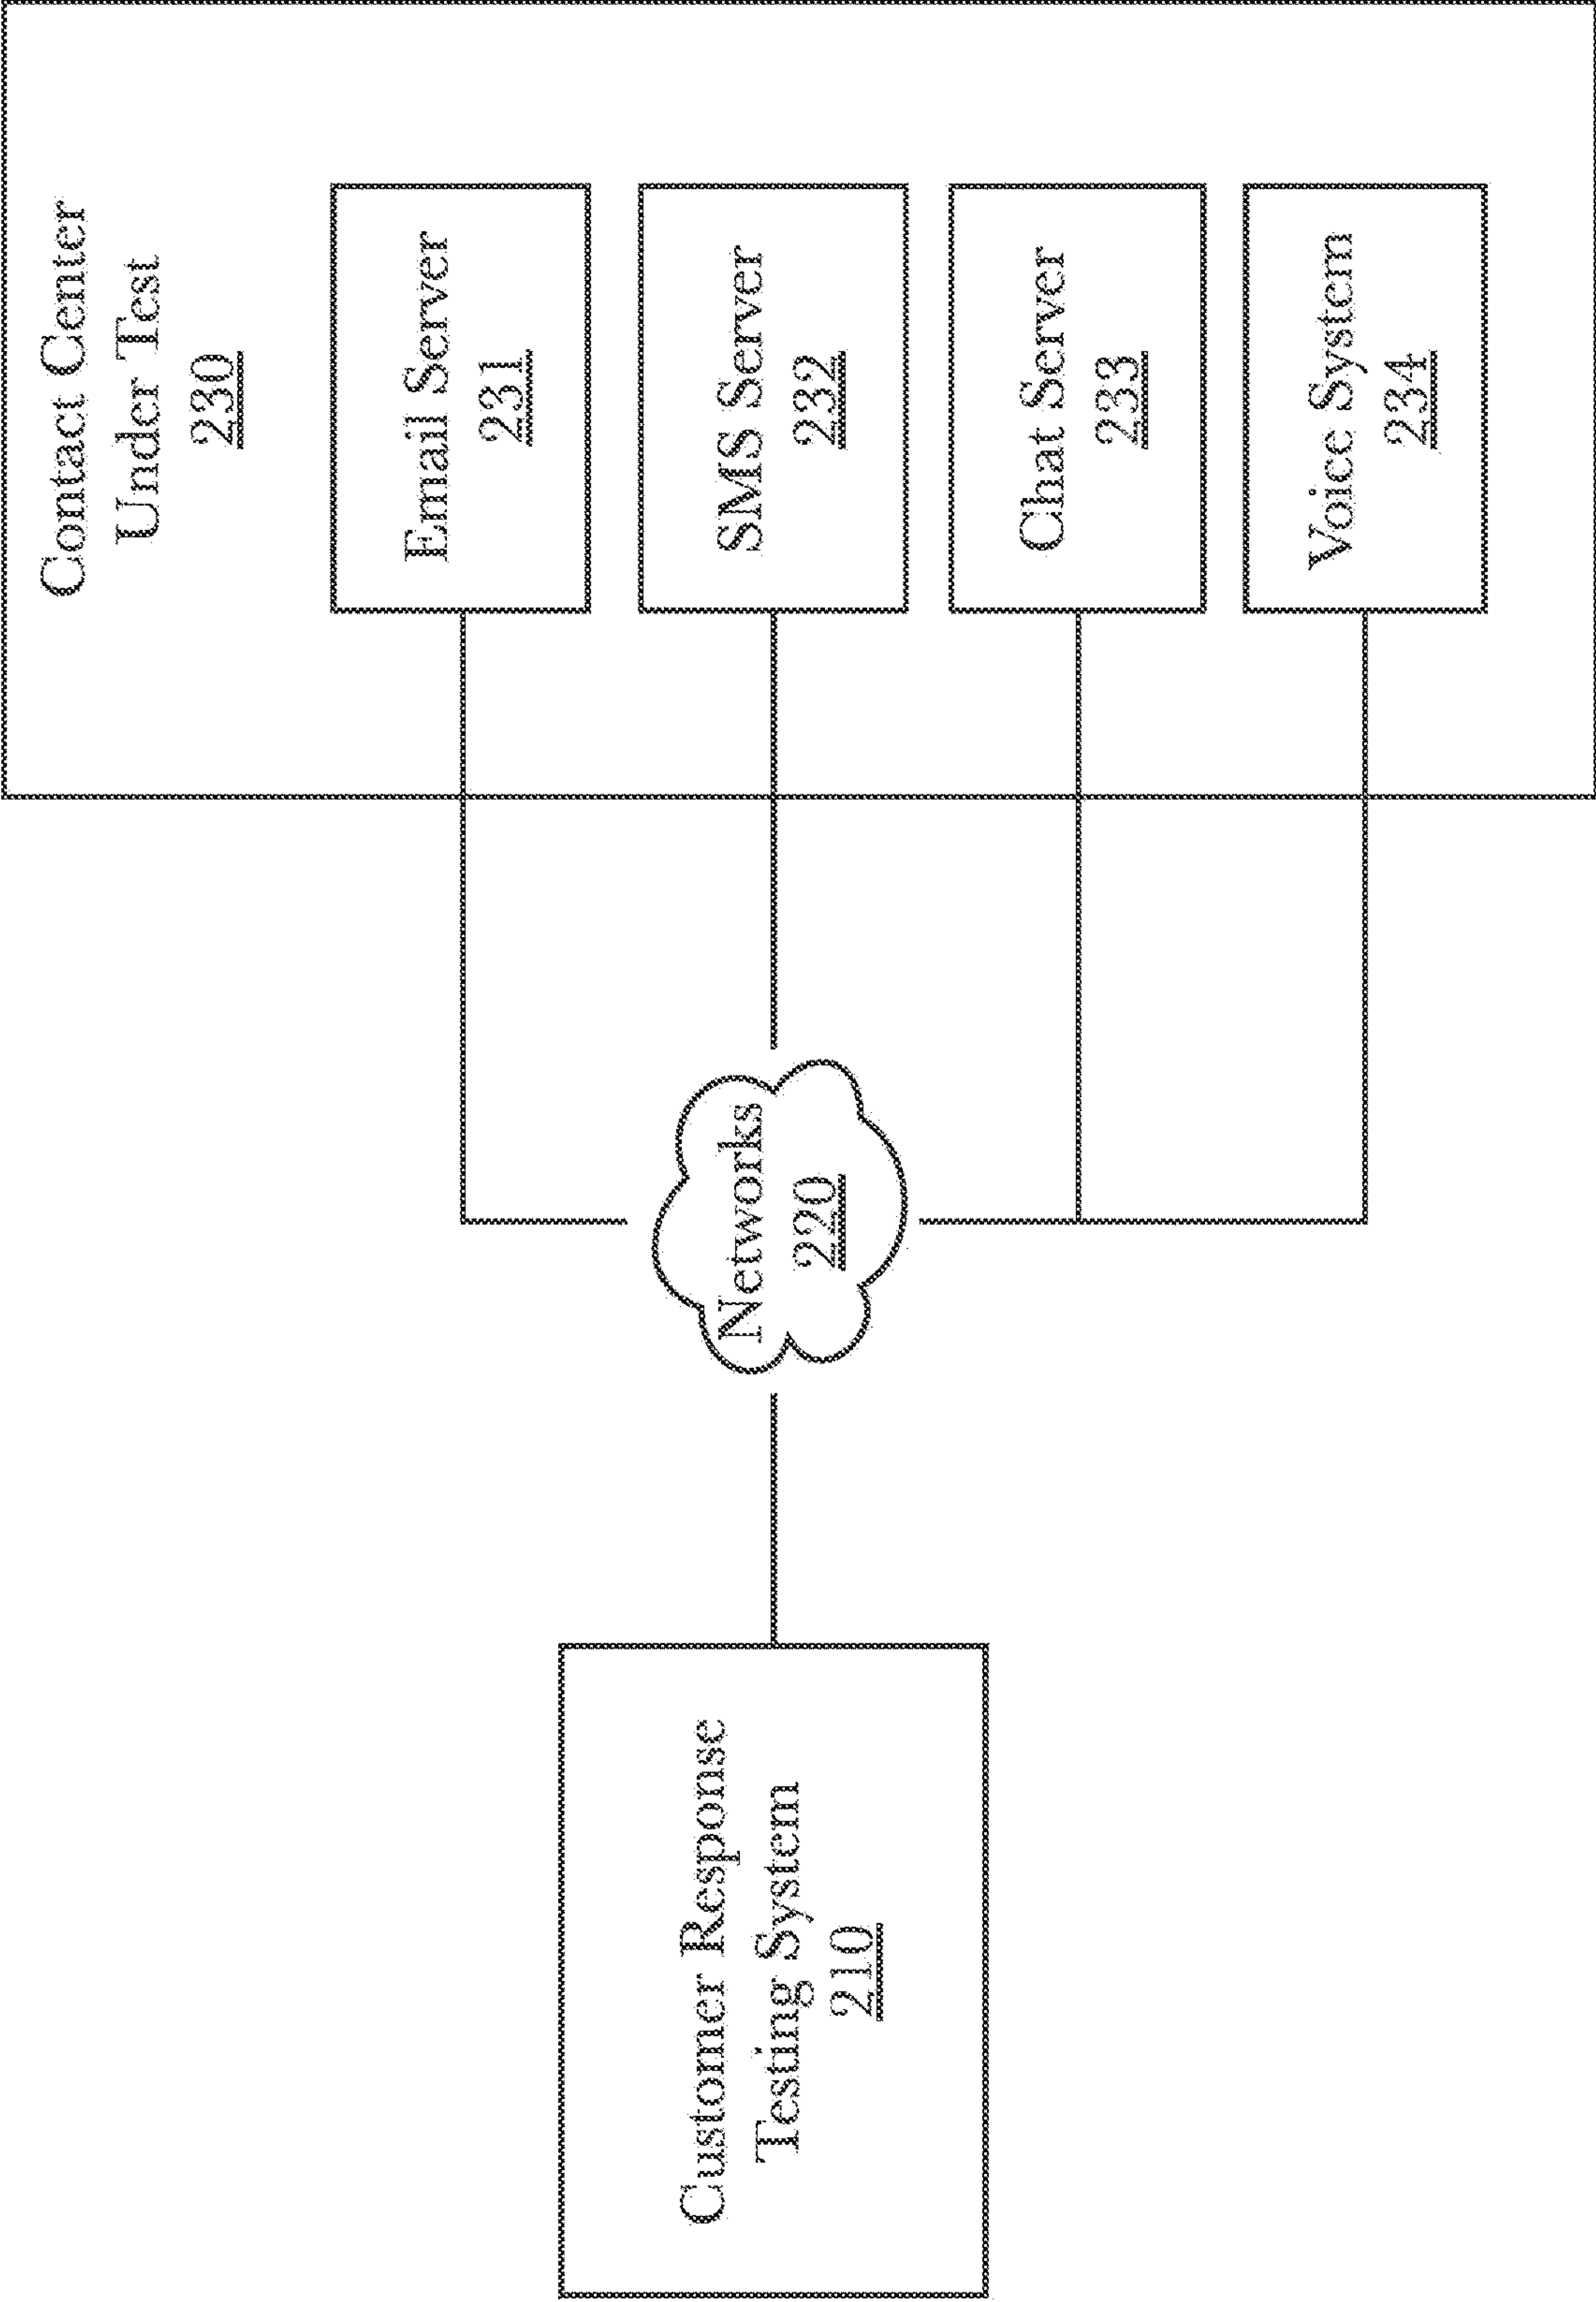 Contact Center
Under Test
230
Email Server
231
SMS Server
232
Chat Server
233
Voice System
234
Networks
220
Customer Response
Testing System
210